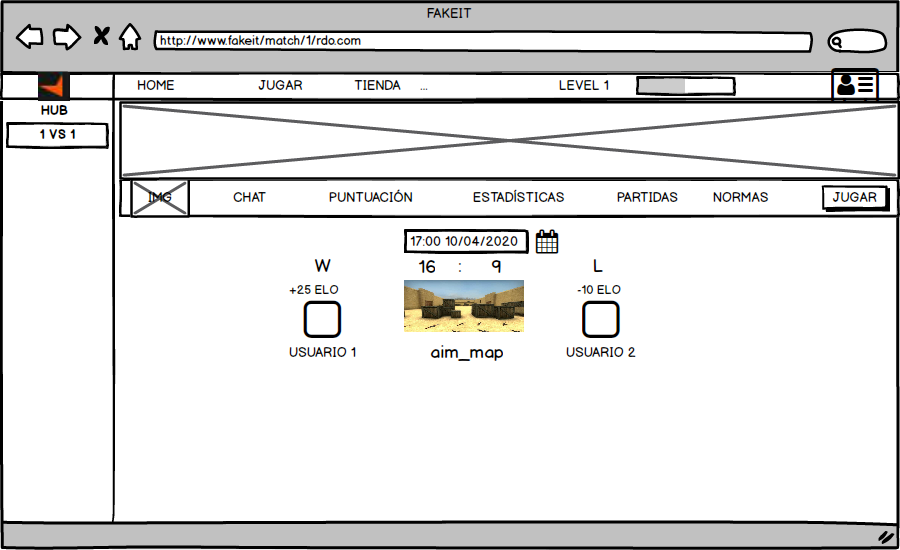 FAKEIT
http://www.fakeit/match/1/rdo.com
HOME JUGAR TIENDA ... LEVEL 1
HUB
1 VS 1
IMG CHAT PUNTUACIÓN ESTADÍSTICAS PARTIDAS NORMAS JUGAR
17:00 10/04/2020
W 16 : 9 L
+25 ELO -10 ELO
USUARIO 1 aim_map USUARIO 2